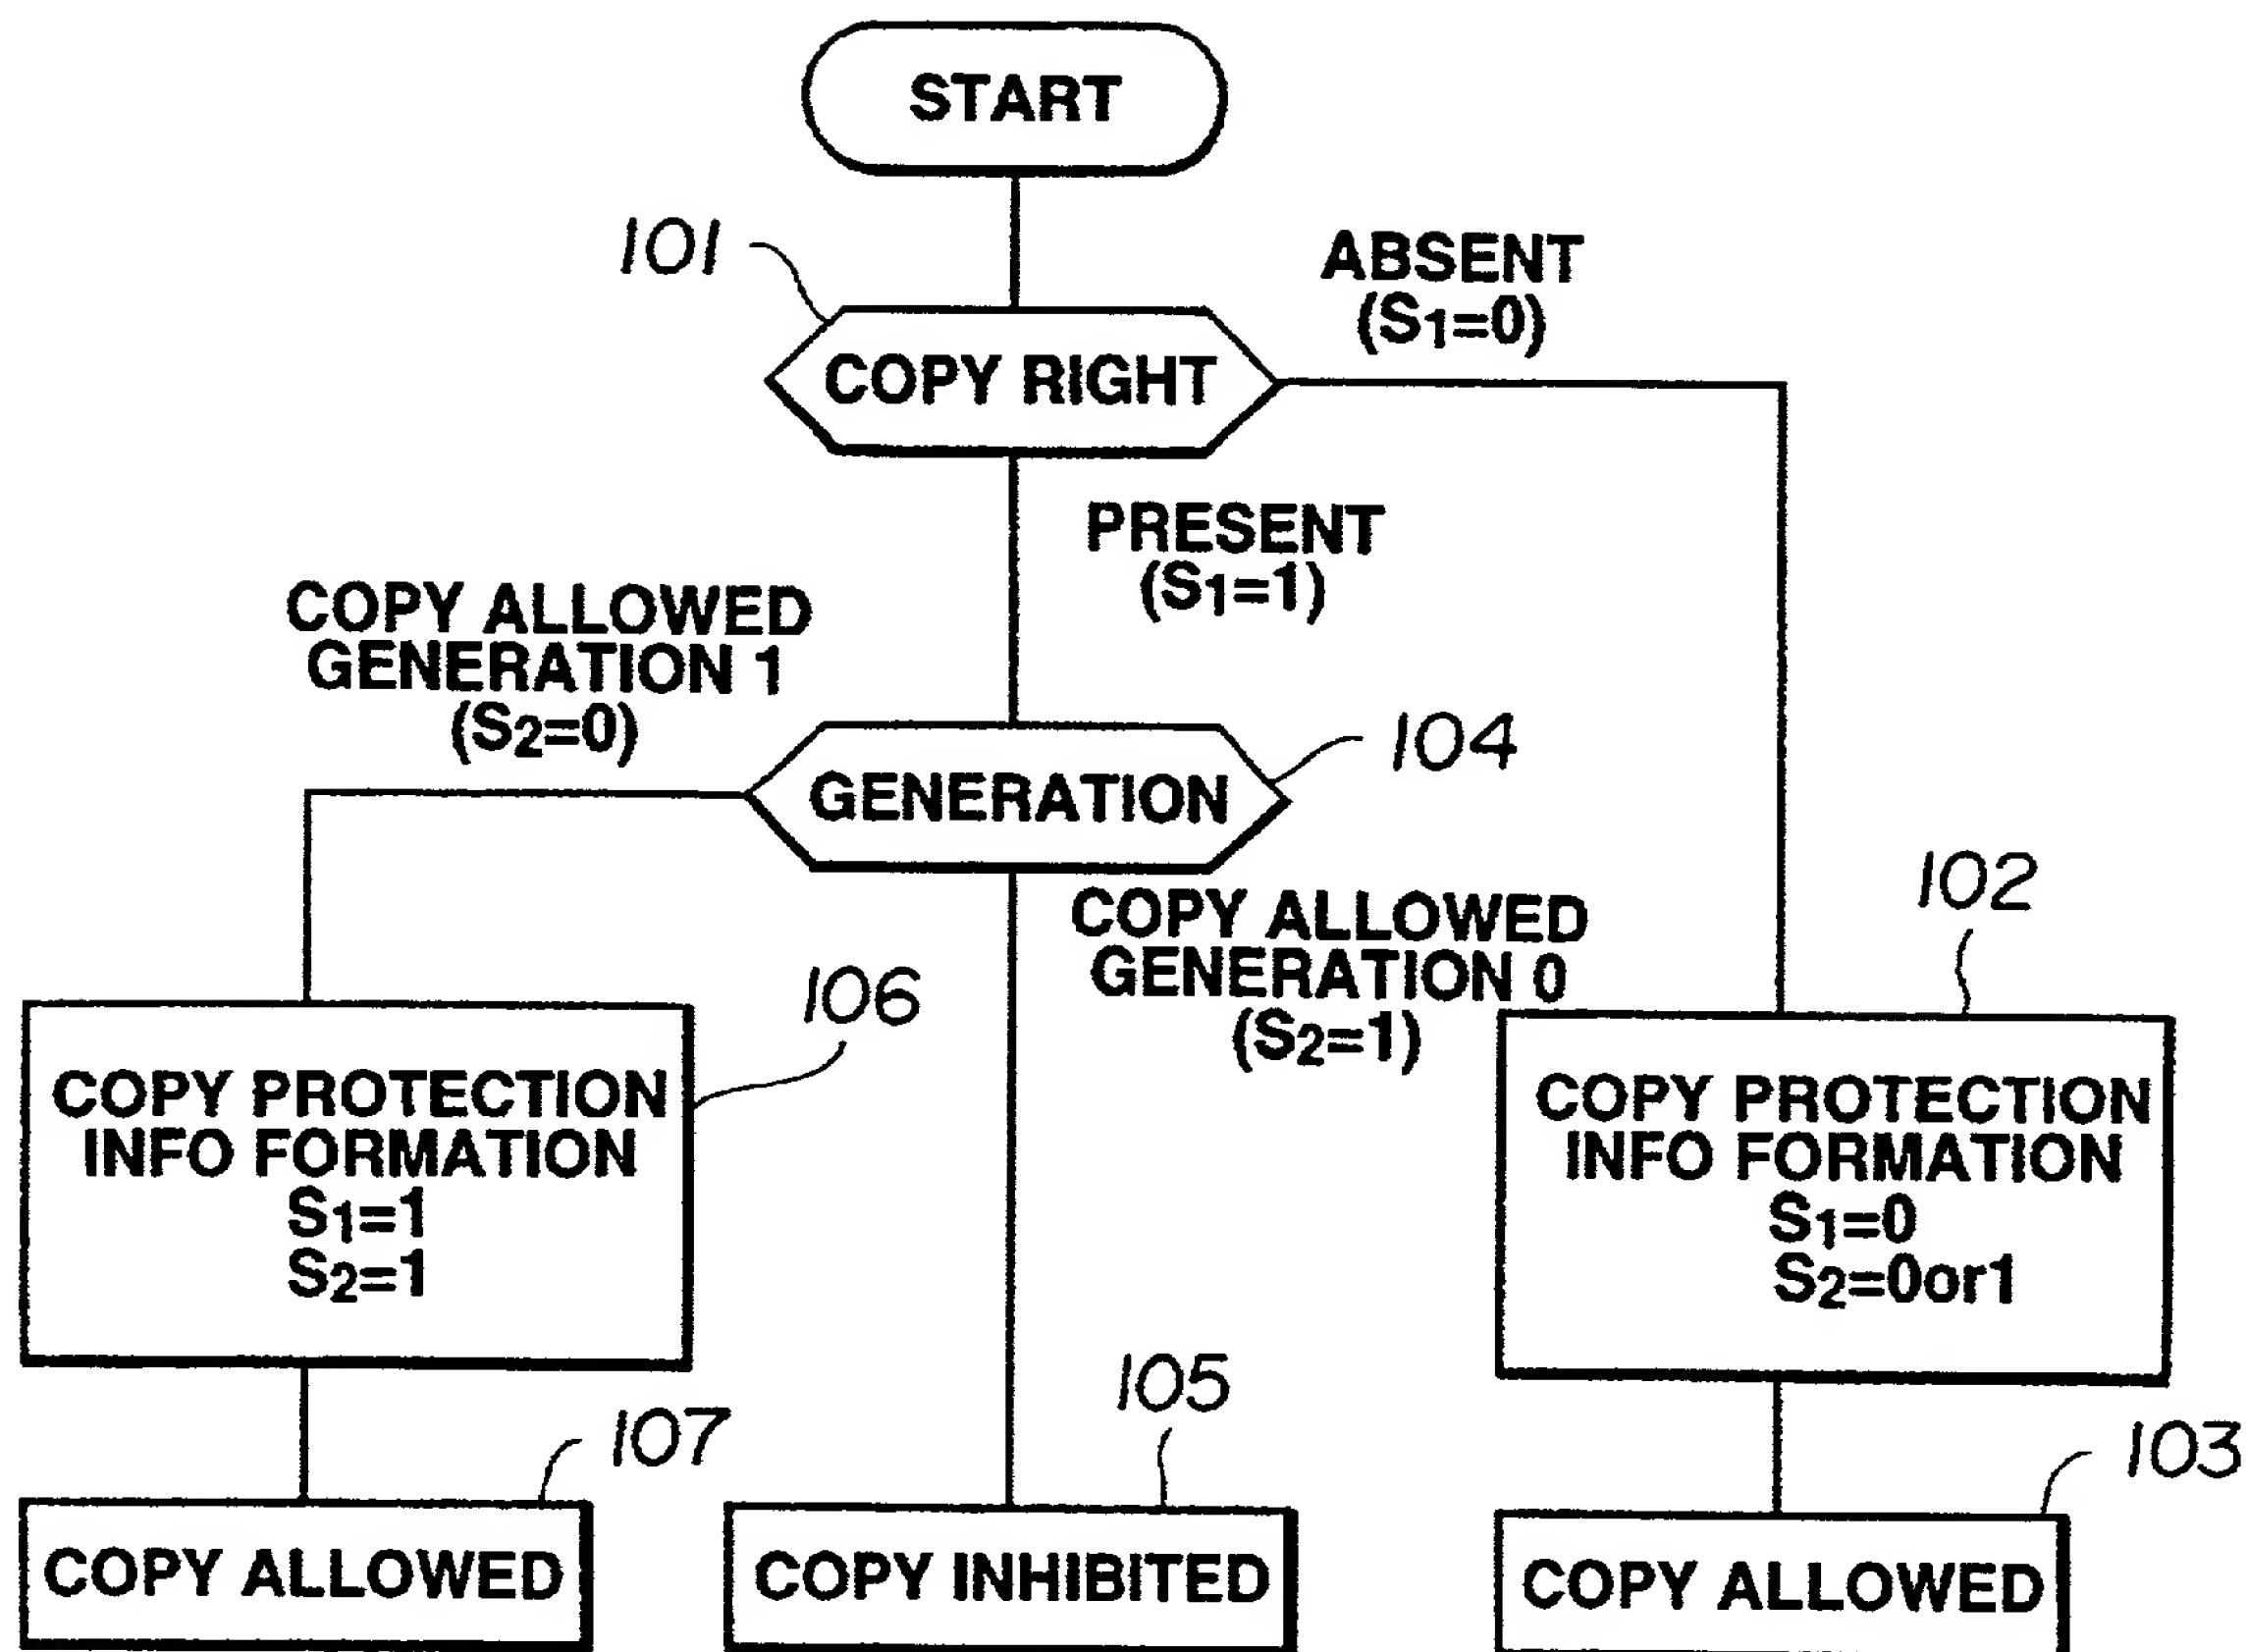 START
101
ABSENT
(S1=0)
COPY RIGHT
PRESENT
(S1=1)
COPY ALLOWED
GENERATION 1
(S2=0)
104
GENERATION
COPY ALLOWED
GENERATION 0
(S2=1)
102
106
COPY PROTECTION
INFO FORMATION
S1=1
S2=1
COPY PROTECTION
INFO FORMATION
S1=0
S2=0or1
107
105
103
COPY ALLOWED
COPY INHIBITED
COPY ALLOWED